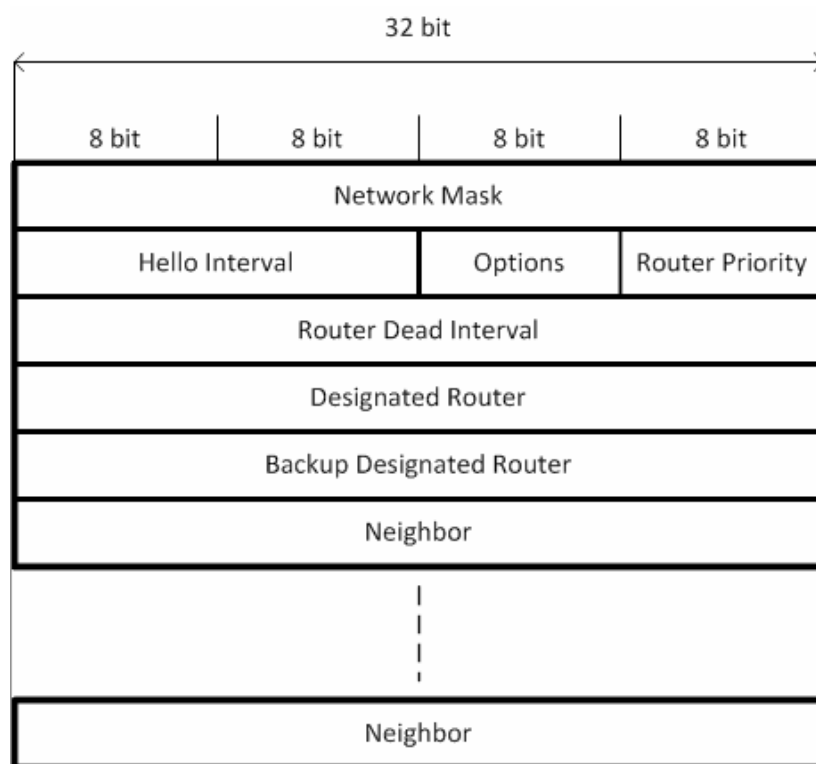 32 bit
8 bit 8 bit 8 bit 8 bit
Network Mask
Hello Interval Options Router Priority
Router Dead Interval
Designated Router
Backup Designated Router
Neighbor
Neighbor